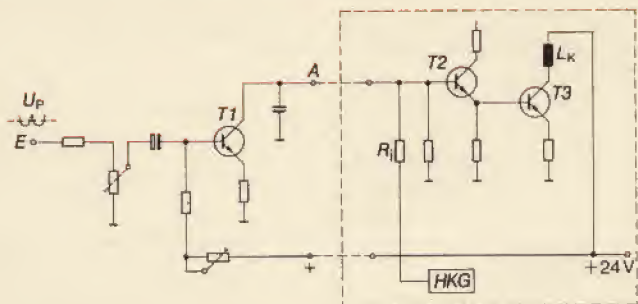 U_P
E
T1
A
+
R_i
T2
T3
L_K
HKG
+24V